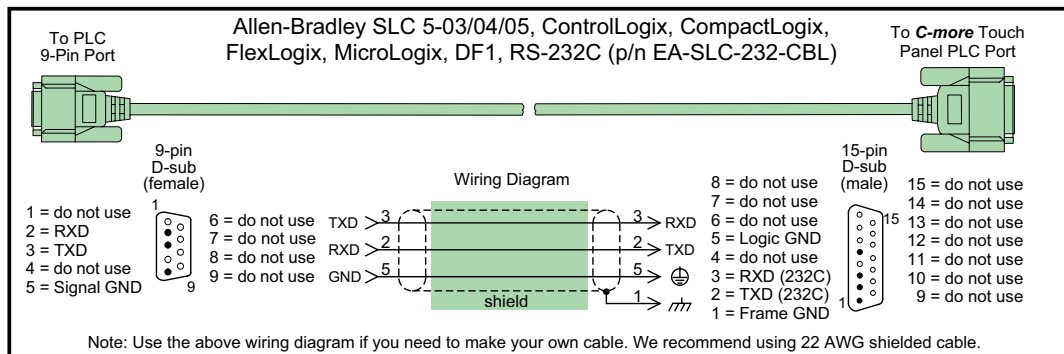 Allen-Bradley SLC 5-03/04/05, ControlLogix, CompactLogix,
FlexLogix, MicroLogix, DF1, RS-232C (p/n EA-SLC-232-CBL)
To PLC
9-Pin Port
To C-more Touch
Panel PLC Port
9-pin
D-sub
(female)
1
9
1 = do not use
2 = RXD
3 = TXD
4 = do not use
5 = Signal GND
6 = do not use
7 = do not use
8 = do not use
9 = do not use
Wiring Diagram
TXD 3 3 RXD
RXD 2 2 TXD
GND 5 5
1
shield
8 = do not use
7 = do not use
6 = do not use
5 = Logic GND
4 = do not use
3 = RXD (232C)
2 = TXD (232C)
1 = Frame GND
15-pin
D-sub
(male)
15
1
15 = do not use
14 = do not use
13 = do not use
12 = do not use
11 = do not use
10 = do not use
9 = do not use
Note: Use the above wiring diagram if you need to make your own cable. We recommend using 22 AWG shielded cable.